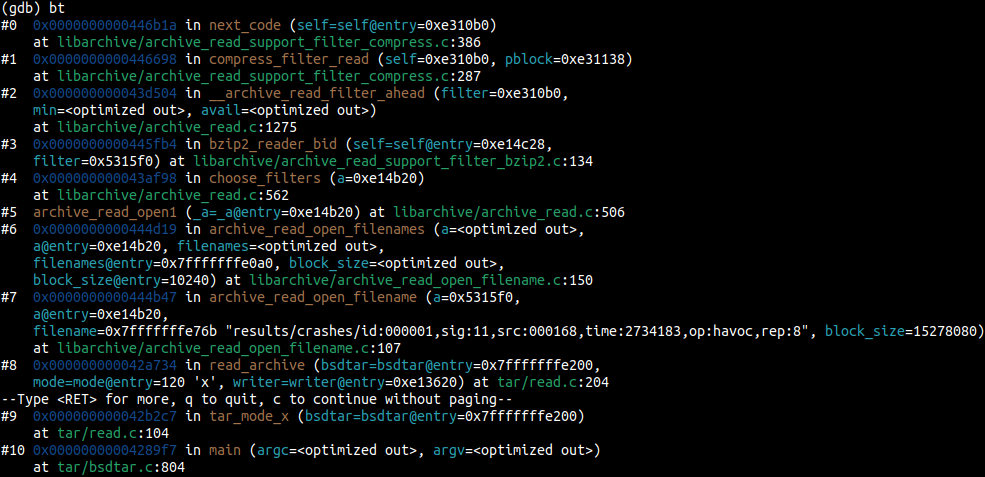 (gdb) bt
#0  0x0000000000446b1a in next_code (self=self@entry=0xe310b0)
    at libarchive/archive_read_support_filter_compress.c:386
#1  0x0000000000446698 in compress_filter_read (self=0xe310b0, pblock=0xe31138)
    at libarchive/archive_read_support_filter_compress.c:287
#2  0x000000000043d504 in __archive_read_filter_ahead (filter=0xe310b0,
    min=<optimized out>, avail=<optimized out>)
    at libarchive/archive_read.c:1275
#3  0x0000000000445fb4 in bzip2_reader_bid (self=self@entry=0xe14c28,
    filter=0x5315f0) at libarchive/archive_read_support_filter_bzip2.c:134
#4  0x000000000043af98 in choose_filters (a=0xe14b20)
    at libarchive/archive_read.c:562
#5  archive_read_open1 (_a=_a@entry=0xe14b20) at libarchive/archive_read.c:506
#6  0x0000000000444d19 in archive_read_open_filenames (a=<optimized out>,
    a@entry=0xe14b20, filenames=<optimized out>,
    filenames@entry=0x7fffffffe0a0, block_size=<optimized out>,
    block_size@entry=10240) at libarchive/archive_read_open_filename.c:150
#7  0x0000000000444b47 in archive_read_open_filename (a=0x5315f0,
    a@entry=0xe14b20,
    filename=0x7fffffffe76b "results/crashes/id:000001,sig:11,src:000168,time:2734183,op:havoc,rep:8", block_size=15278080)
    at libarchive/archive_read_open_filename.c:107
#8  0x000000000042a734 in read_archive (bsdtar=bsdtar@entry=0x7fffffffe200,
    mode=mode@entry=120 'x', writer=writer@entry=0xe13620) at tar/read.c:204
--Type <RET> for more, q to quit, c to continue without paging--
#9  0x000000000042b2c7 in tar_mode_x (bsdtar=bsdtar@entry=0x7fffffffe200)
    at tar/read.c:104
#10 0x00000000004289f7 in main (argc=<optimized out>, argv=<optimized out>)
    at tar/bsdtar.c:804